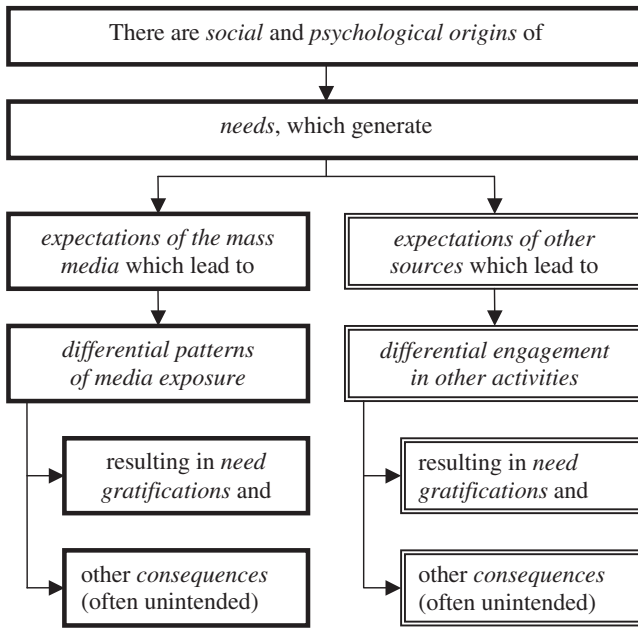 There are social and psychological origins of
needs, which generate
expectations of the mass
media which lead to
expectations of other
sources which lead to
differential patterns
of media exposure
differential engagement
in other activities
resulting in need
gratifications and
resulting in need
gratifications and
other consequences
(often unintended)
other consequences
(often unintended)